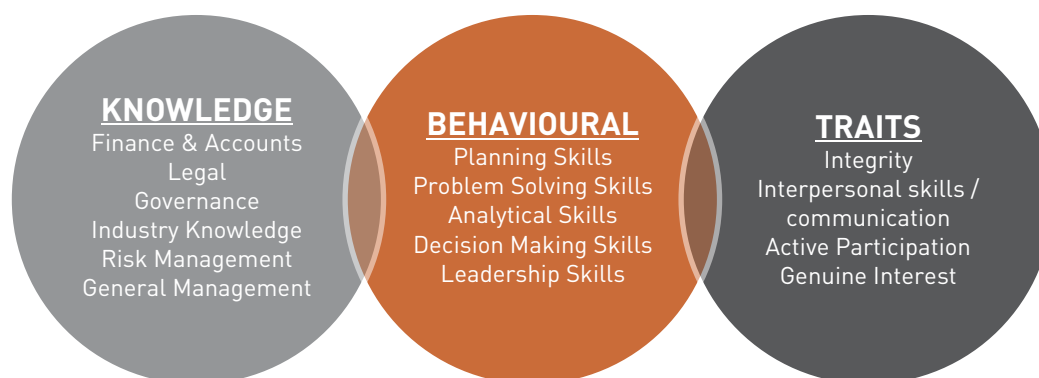 KNOWLEDGE
Finance & Accounts
Legal
Governance
Industry Knowledge
Risk Management
General Management
BEHAVIOURAL
Planning Skills
Problem Solving Skills
Analytical Skills
Decision Making Skills
Leadership Skills
TRAITS
Integrity
Interpersonal skills /
communication
Active Participation
Genuine Interest